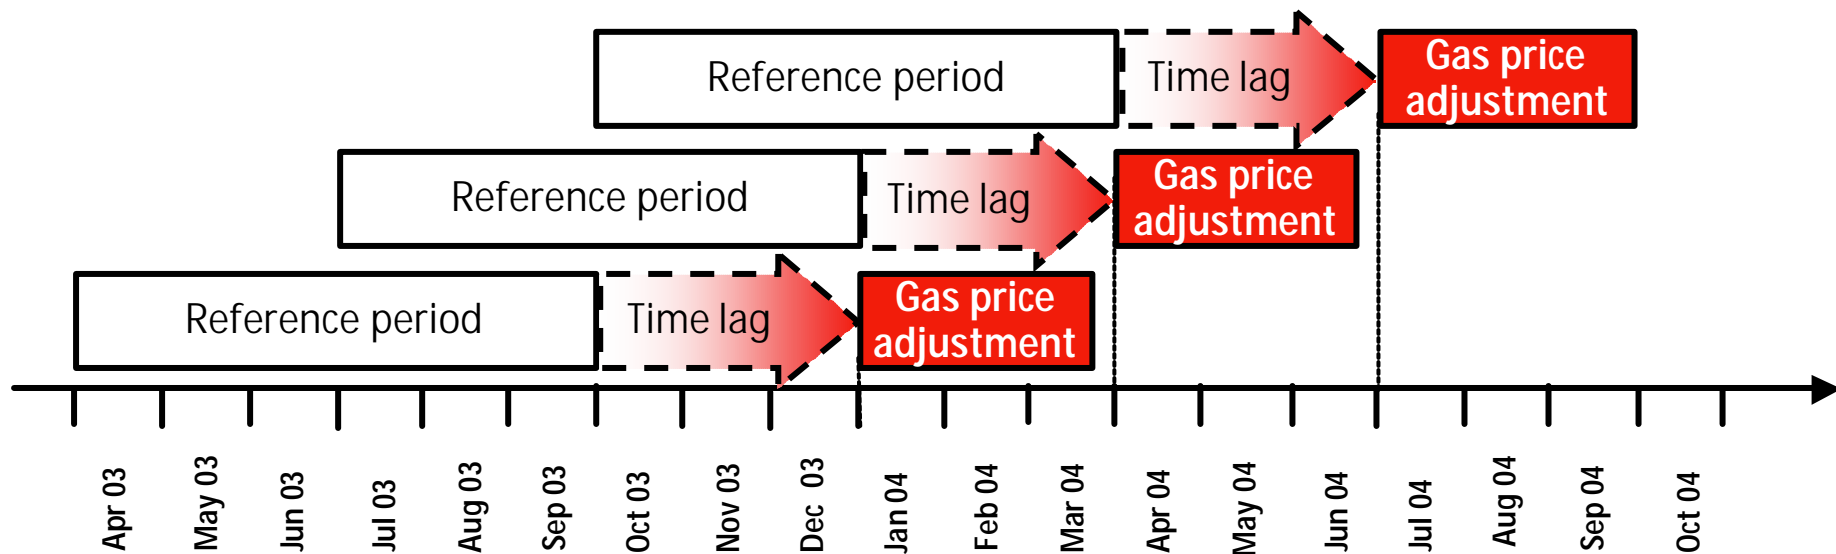 Reference period
Time lag
Gas price
adjustment
Reference period
Time lag
Gas price
adjustment
Reference period
Time lag
Gas price
adjustment
Apr 03
May 03
Jun 03
Jul 03
Aug 03
Sep 03
Oct 03
Nov 03
Dec 03
Jan 04
Feb 04
Mar 04
Apr 04
May 04
Jun 04
Jul 04
Aug 04
Sep 04
Oct 04